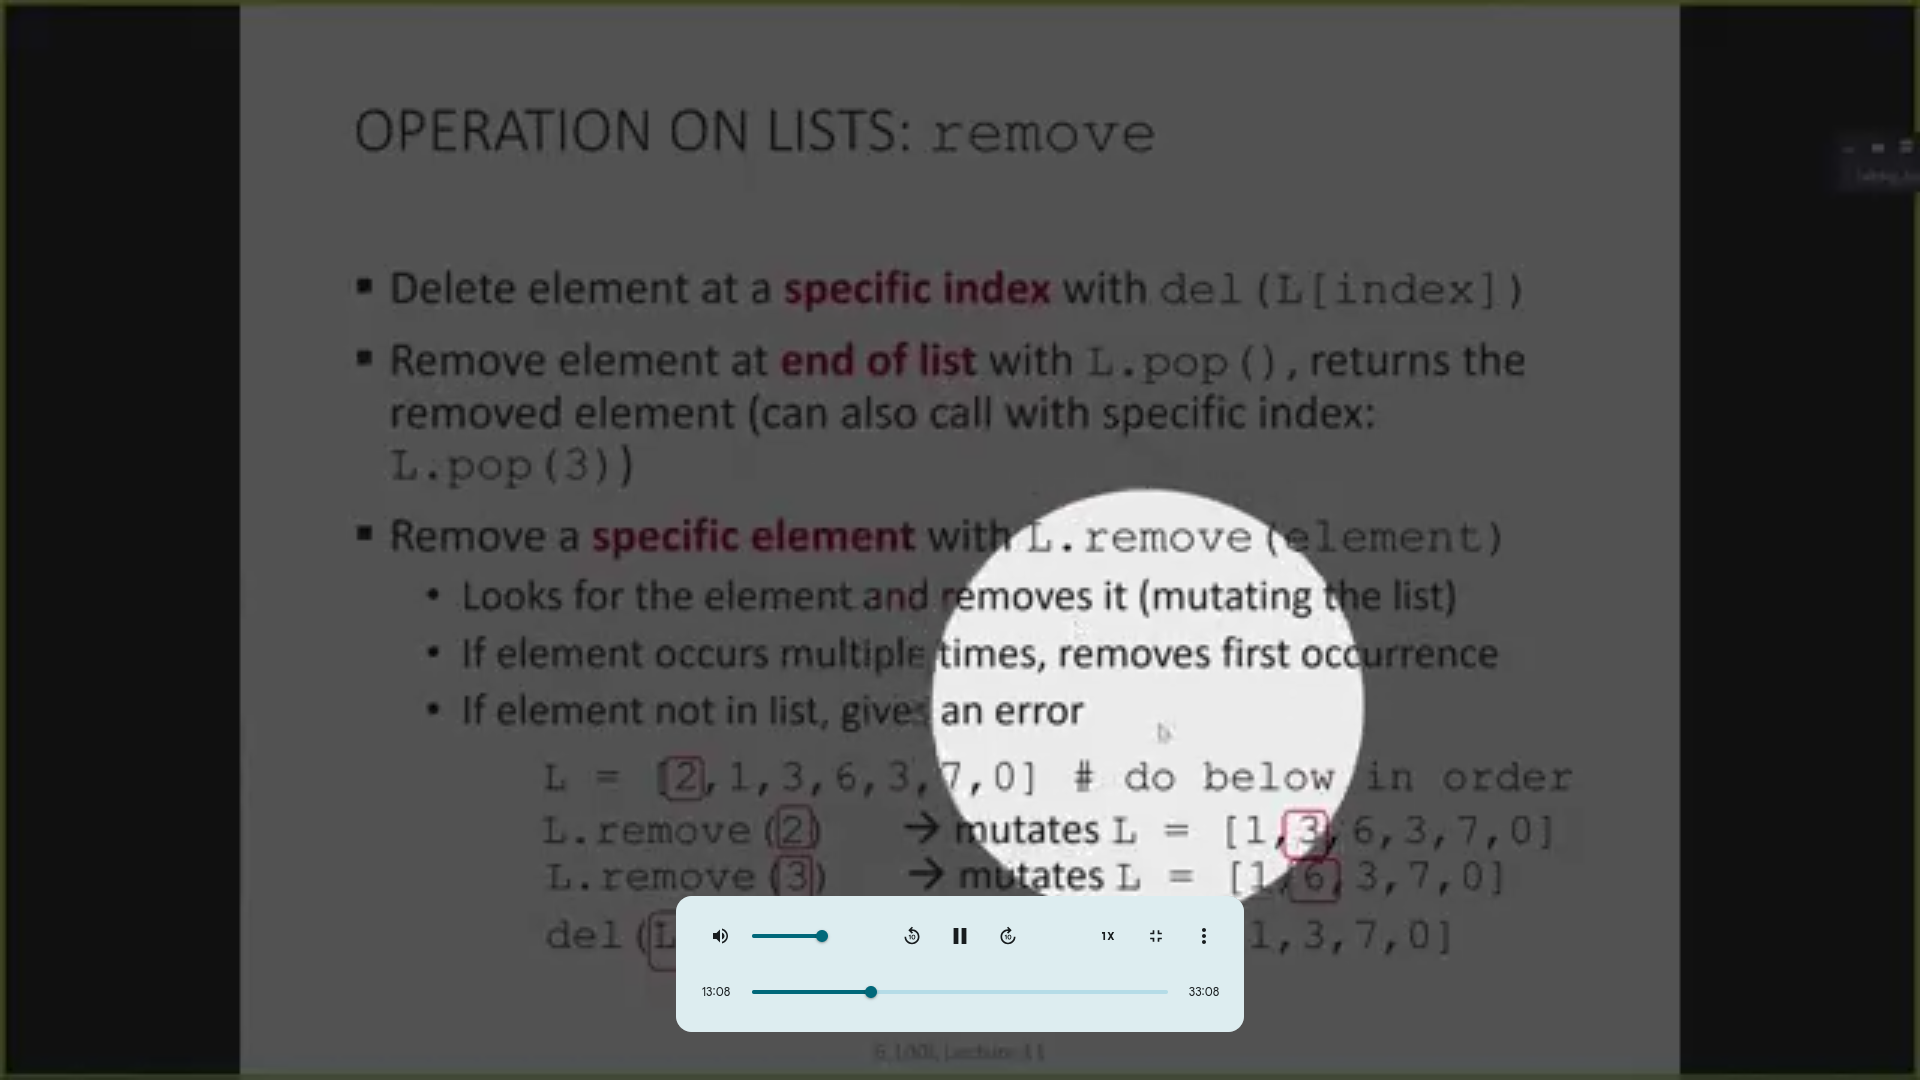 OPERATION ON LISTS: remove
▪ Delete element at a specific index with del(L[index])
▪ Remove element at end of list with L.pop(), returns the
removed element (can also call with specific index:
L.pop(3))
▪ Remove a specific element with L.remove(element)
• Looks for the element and removes it (mutating the list)
• If element occurs multiple times, removes first occurrence
• If element not in list, gives an error
L = [2,1,3,6,3,7,0] # do below in order
L.remove(2) → mutates L = [1,3,6,3,7,0]
L.remove(3) → mutates L = [1,6,3,7,0]
del(L 1,3,7,0]
1X
13:08 33:08
6.100L Lecture 11